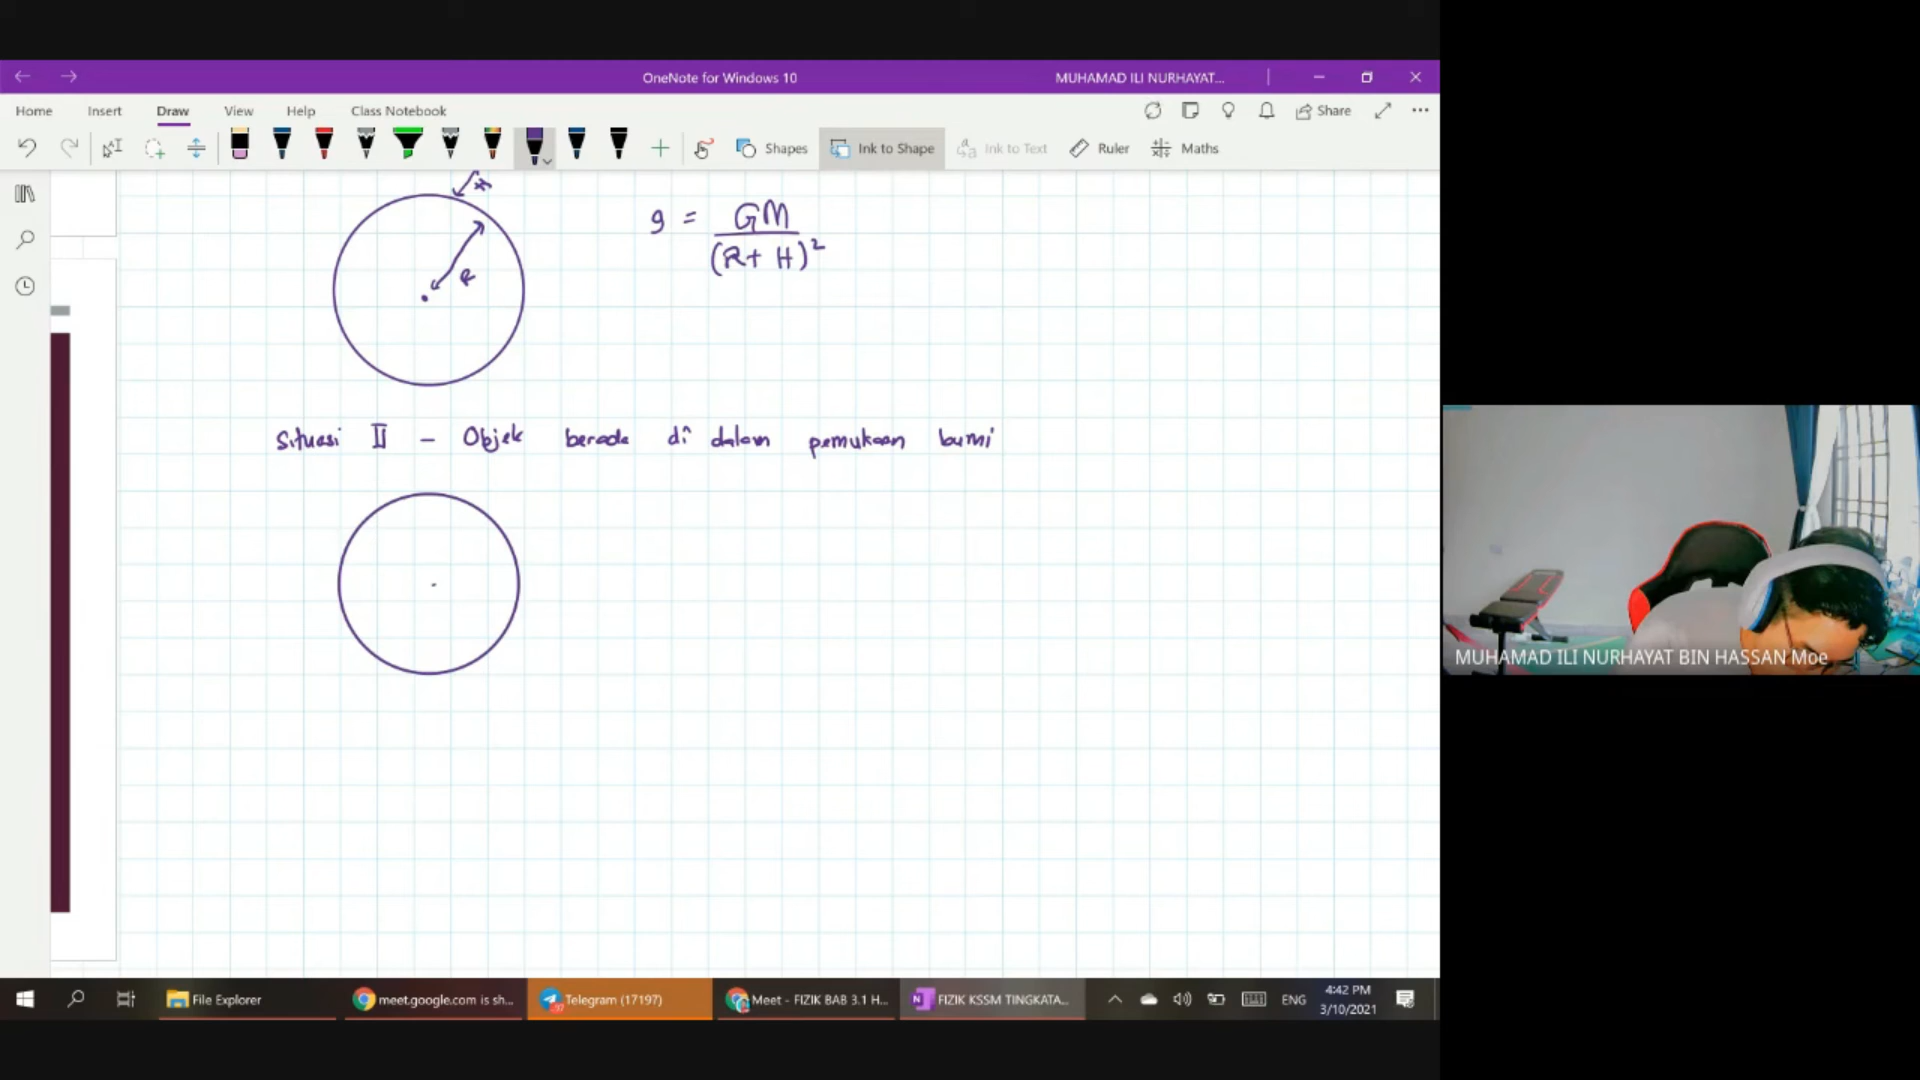 OneNote for Windows 10
MUHAMAD ILI NURHAYAT...
Home Insert Draw View Help Class Notebook
Share
Shapes Ink to Shape Ink to Text Ruler Maths
g = GM / (R + H)²
R
Situasi II - Objek berada di dalam pemukaan bumi
MUHAMAD ILI NURHAYAT BIN HASSAN Moe
File Explorer
meet.google.com is sh...
Telegram (17197)
Meet - FIZIK BAB 3.1 H...
FIZIK KSSM TINGKATA...
ENG
4:42 PM
3/10/2021